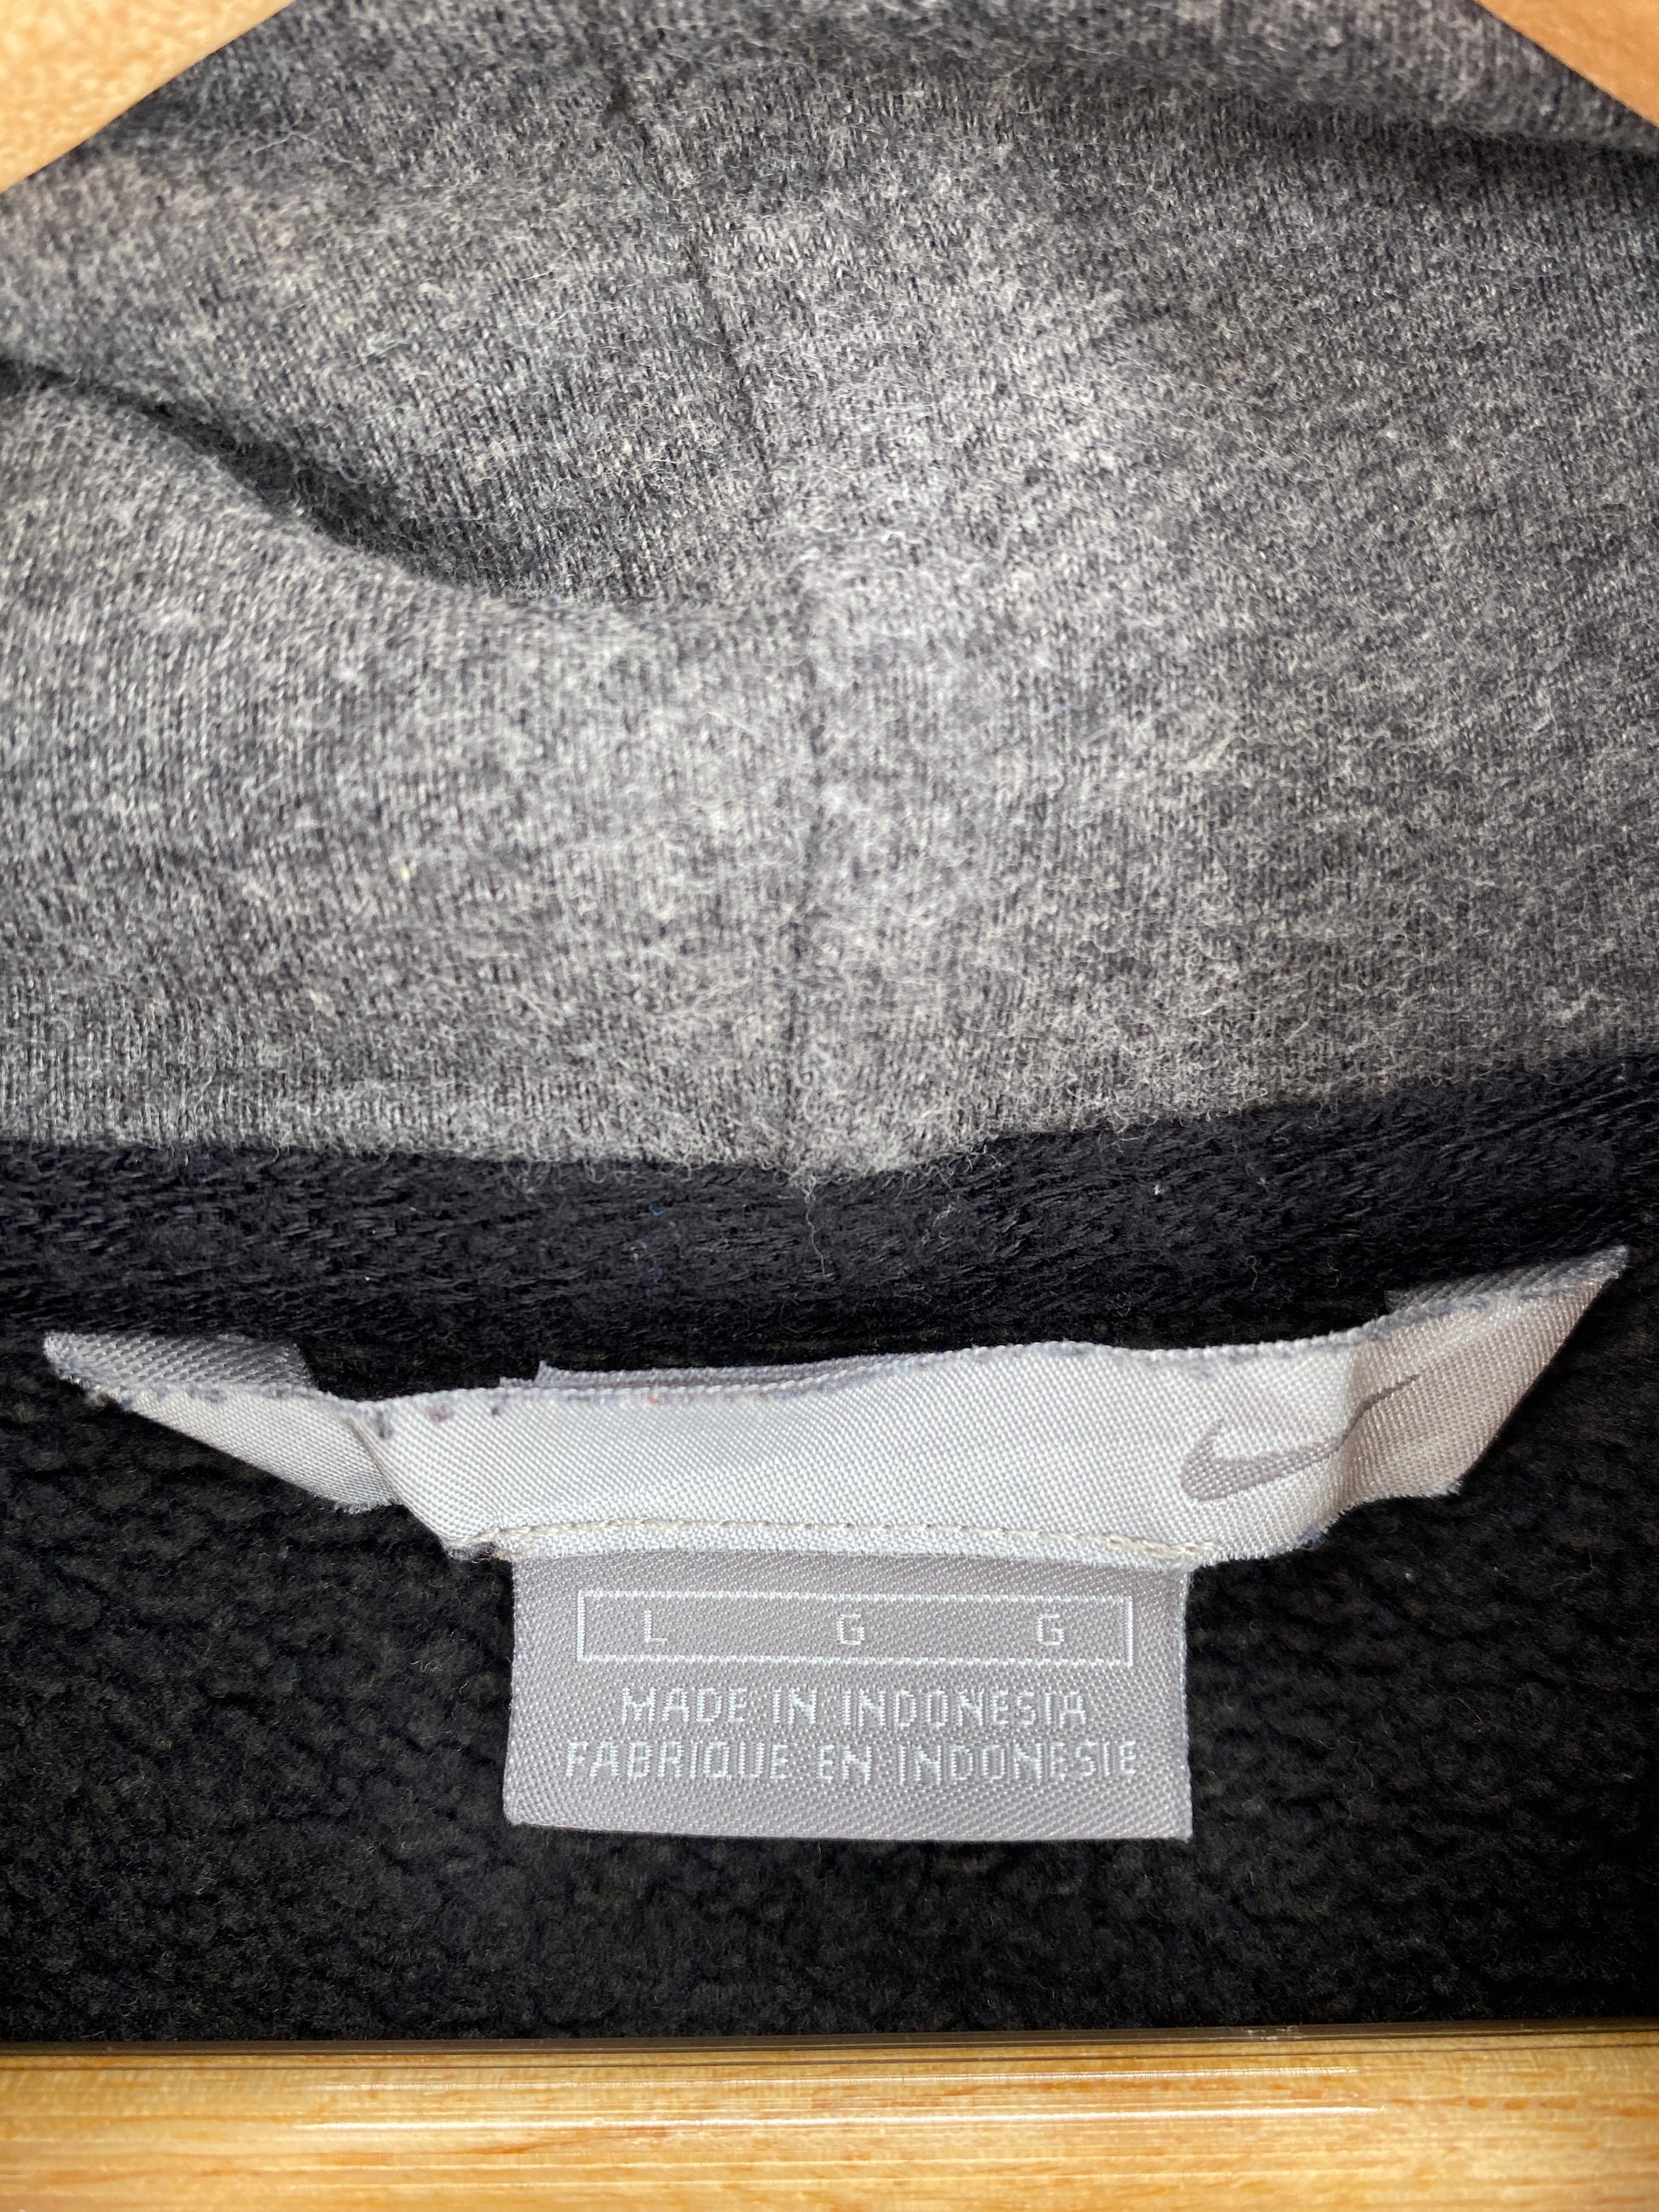 L G G
MADE IN INDONESIA
FABRIQUE EN INDONESIE